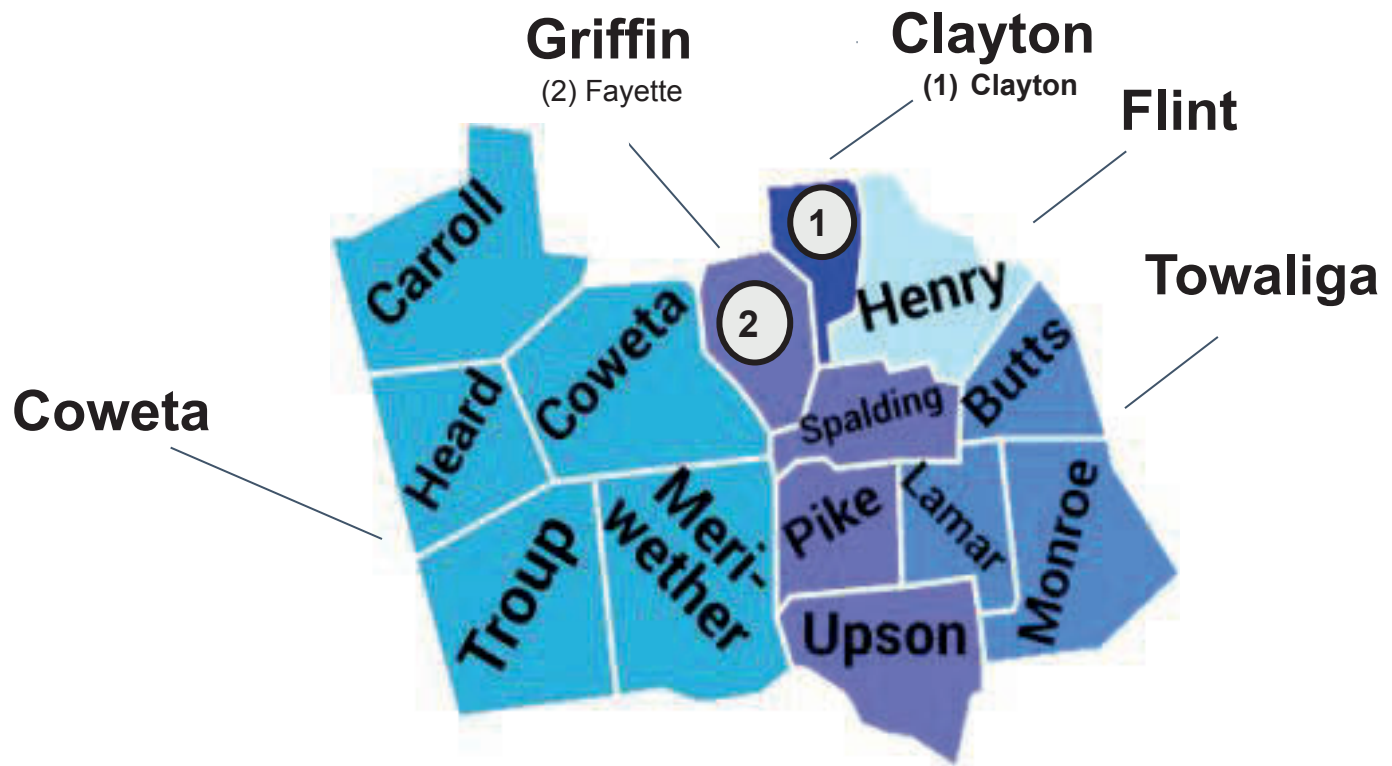 Griffin
(2) Fayette
Clayton
(1) Clayton
Flint
Towaliga
Coweta
Carroll
Heard
Coweta
Troup
Meri-
wether
1
2
Henry
Butts
Spalding
Pike
Lamar
Monroe
Upson